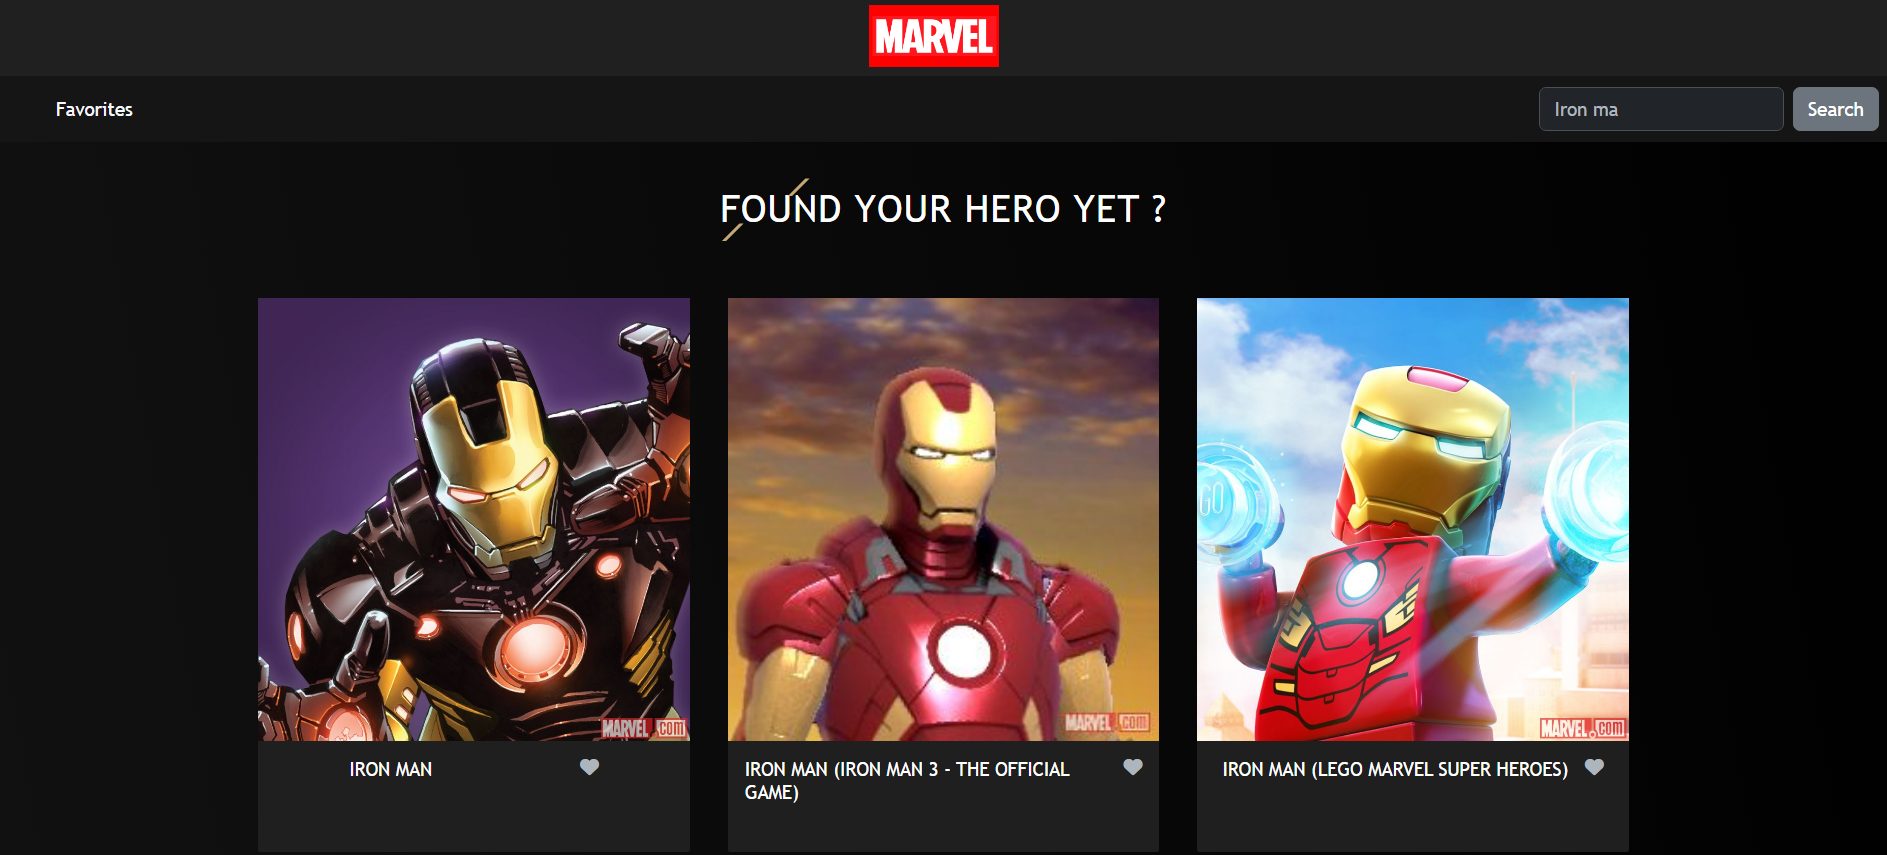 MARVEL
Favorites
Iron ma
Search
FOUND YOUR HERO YET ?
GO
MARVEL.com
MARVEL.com
MARVEL.com
IRON MAN
IRON MAN (IRON MAN 3 - THE OFFICIAL
GAME)
IRON MAN (LEGO MARVEL SUPER HEROES)